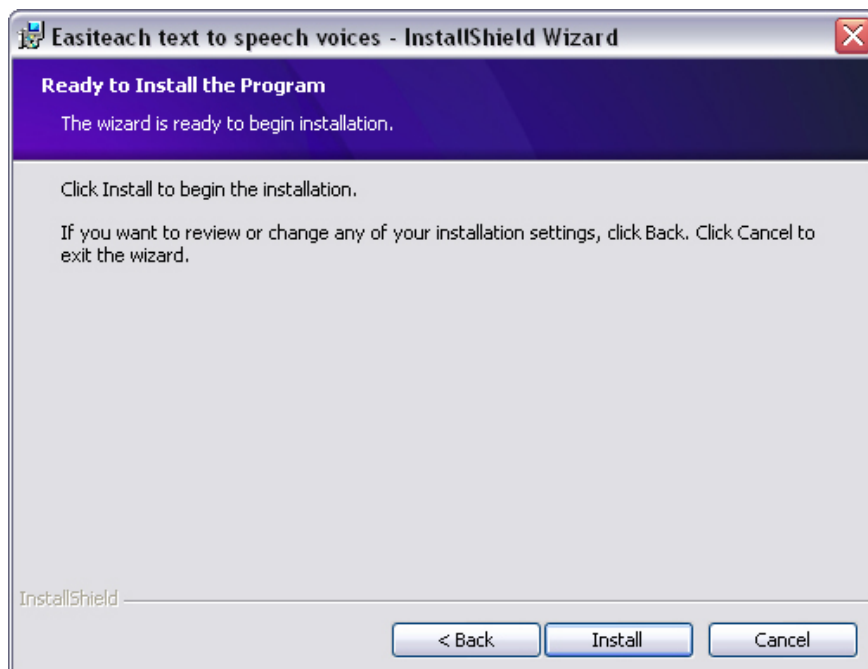 Easiteach text to speech voices - InstallShield Wizard
Ready to Install the Program
The wizard is ready to begin installation.
Click Install to begin the installation.
If you want to review or change any of your installation settings, click Back. Click Cancel to
exit the wizard.
InstallShield
< Back
Install
Cancel